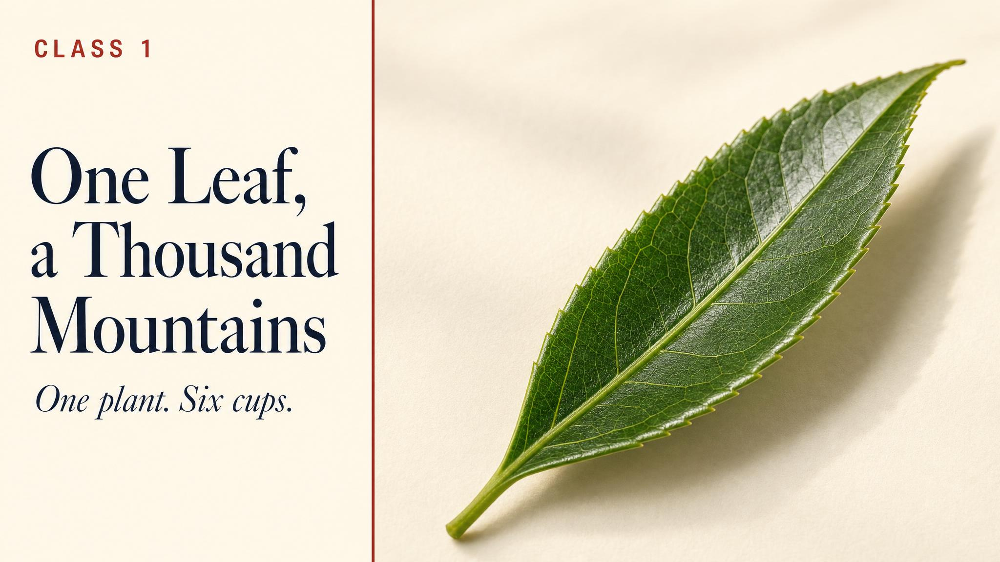 CLASS 1
One Leaf,
a Thousand
Mountains
One plant. Six cups.